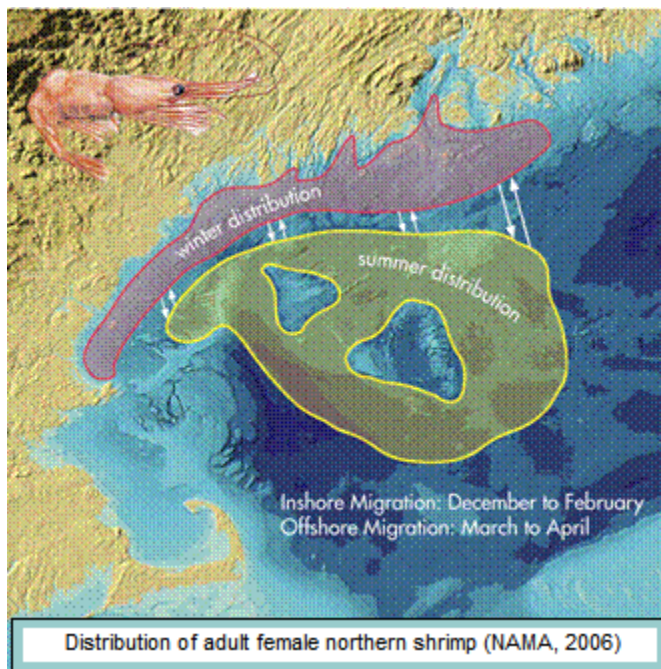 winter distribution
summer distribution
Inshore Migration: December to February
Offshore Migration: March to April
Distribution of adult female northern shrimp (NAMA, 2006)